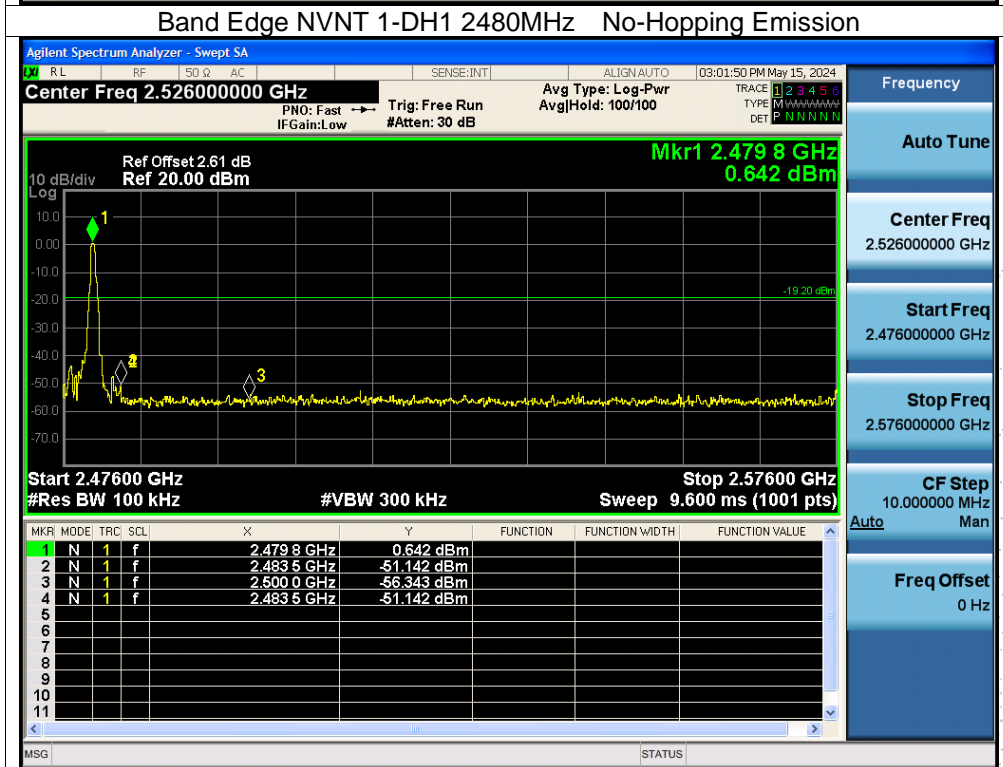 Band Edge NVNT 1-DH1 2480MHz No-Hopping Emission
Agilent Spectrum Analyzer - Swept SA
LXI RL RF 50 Ω AC SENSE:INT ALIGN AUTO 03:01:50 PM May 15, 2024
Center Freq 2.526000000 GHz
PNO: Fast
IFGain:Low
Trig: Free Run
#Atten: 30 dB
Avg Type: Log-Pwr
Avg|Hold: 100/100
TRACE 1 2 3 4 5 6
TYPE MWWWWW
DET P N N N N N
Ref Offset 2.61 dB
10 dB/div Ref 20.00 dBm
Log
Mkr1 2.479 8 GHz
0.642 dBm
10.0
0.00
-10.0
-20.0
-30.0
-40.0
-50.0
-60.0
-70.0
1
3
-19.20 dBm
Start 2.47600 GHz Stop 2.57600 GHz
#Res BW 100 kHz #VBW 300 kHz Sweep 9.600 ms (1001 pts)
MKR MODE TRC SCL X Y FUNCTION FUNCTION WIDTH FUNCTION VALUE
1 N 1 f 2.479 8 GHz 0.642 dBm
2 N 1 f 2.483 5 GHz -51.142 dBm
3 N 1 f 2.500 0 GHz -56.343 dBm
4 N 1 f 2.483 5 GHz -51.142 dBm
5
6
7
8
9
10
11
MSG STATUS
Frequency
Auto Tune
Center Freq
2.526000000 GHz
Start Freq
2.476000000 GHz
Stop Freq
2.576000000 GHz
CF Step
10.000000 MHz
Auto Man
Freq Offset
0 Hz